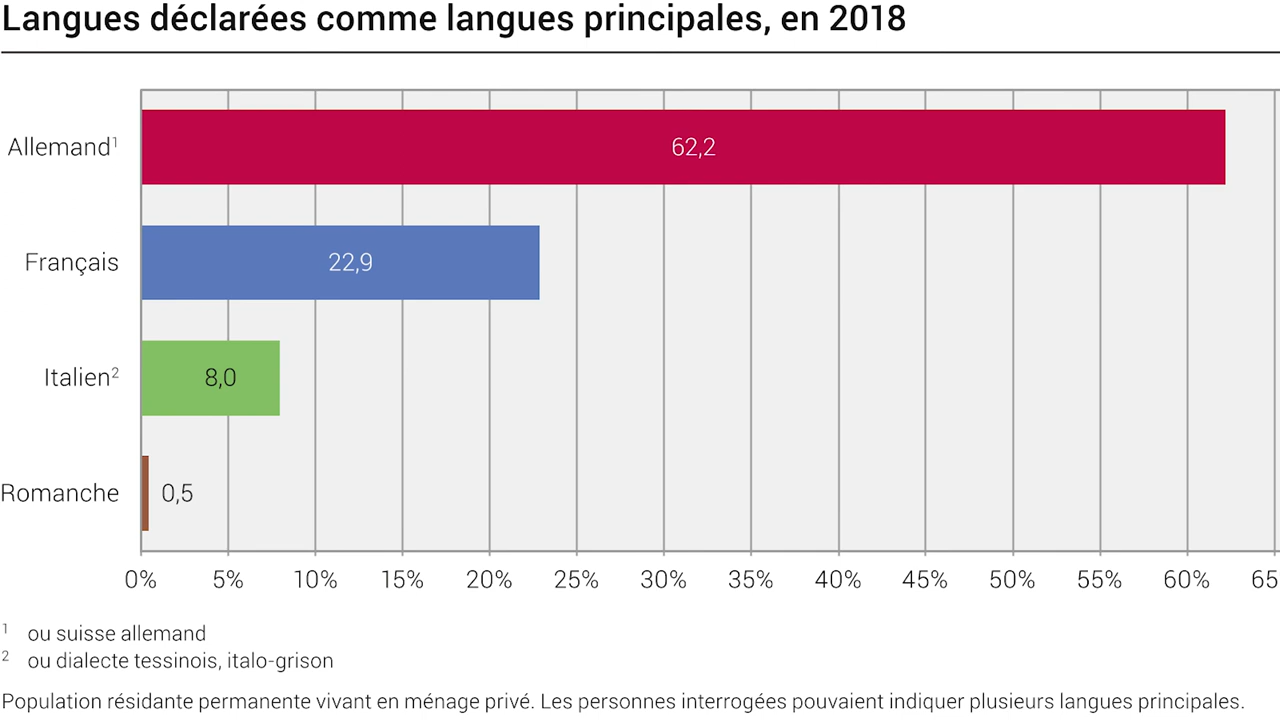 Langues déclarées comme langues principales, en 2018
Allemand¹
62,2
Français
22,9
Italien²
8,0
Romanche
0,5
0% 5% 10% 15% 20% 25% 30% 35% 40% 45% 50% 55% 60% 65
¹ ou suisse allemand
² ou dialecte tessinois, italo-grison
Population résidante permanente vivant en ménage privé. Les personnes interrogées pouvaient indiquer plusieurs langues principales.